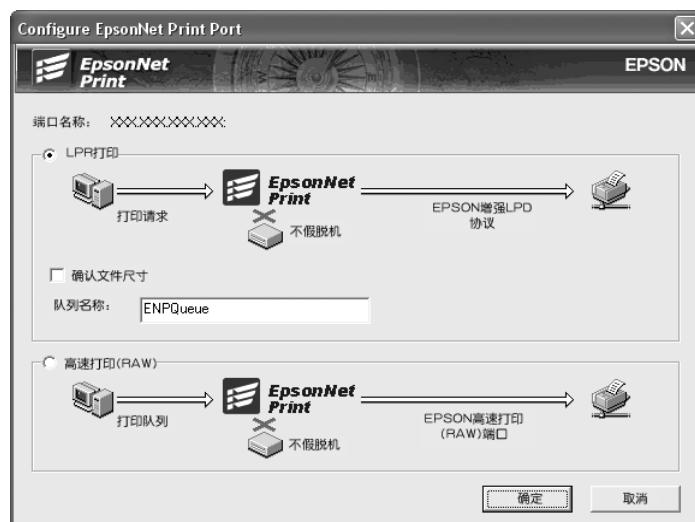 Configure EpsonNet Print Port
EpsonNet
Print
EPSON
端口名称： XXX.XXX.XXX.XXX:
LPR打印
打印请求
EpsonNet
Print
不假脱机
EPSON增强LPD
协议
确认文件尺寸
队列名称：
ENPQueue
高速打印(RAW)
打印队列
EpsonNet
Print
不假脱机
EPSON高速打印
(RAW)端口
确定
取消